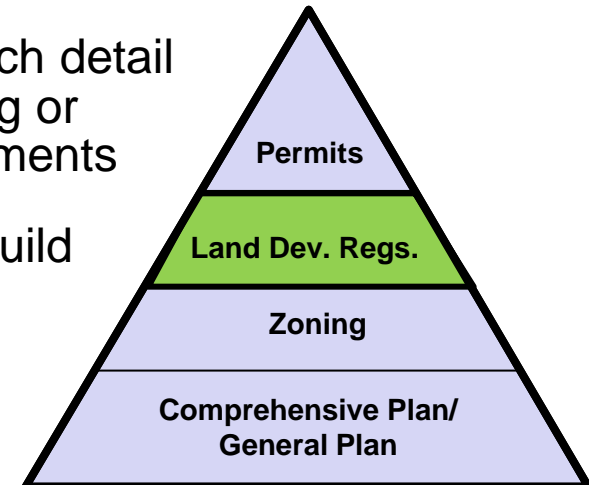 ch detail
g or
ments
uild
Permits
Land Dev. Regs.
Zoning
Comprehensive Plan/
General Plan